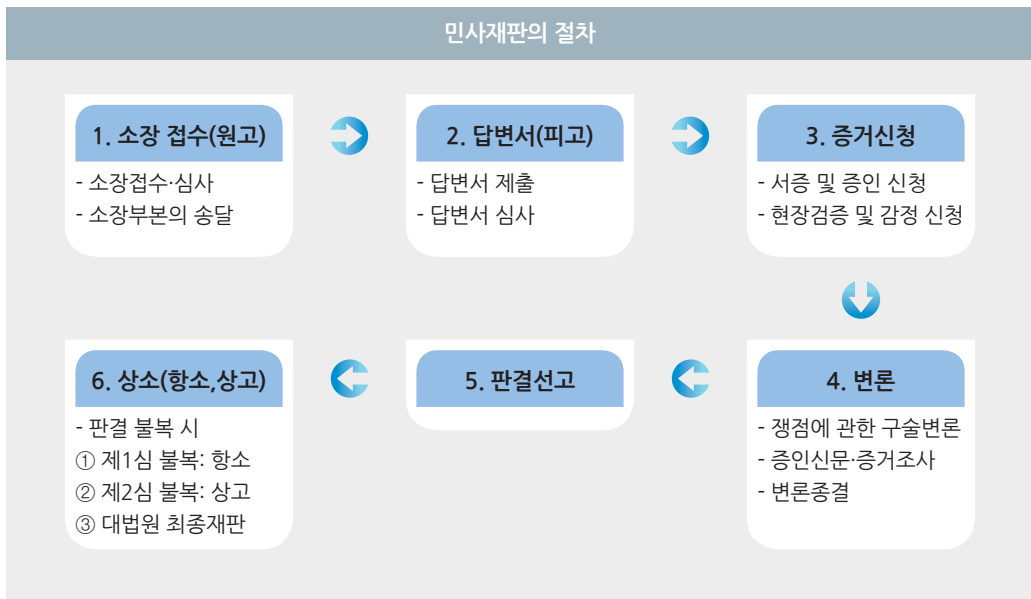 민사재판의 절차
1. 소장 접수(원고)
- 소장접수·심사
- 소장부본의 송달
2. 답변서(피고)
- 답변서 제출
- 답변서 심사
3. 증거신청
- 서증 및 증인 신청
- 현장검증 및 감정 신청
4. 변론
- 쟁점에 관한 구술변론
- 증인신문·증거조사
- 변론종결
5. 판결선고
6. 상소(항소,상고)
- 판결 불복 시
① 제1심 불복: 항소
② 제2심 불복: 상고
③ 대법원 최종재판